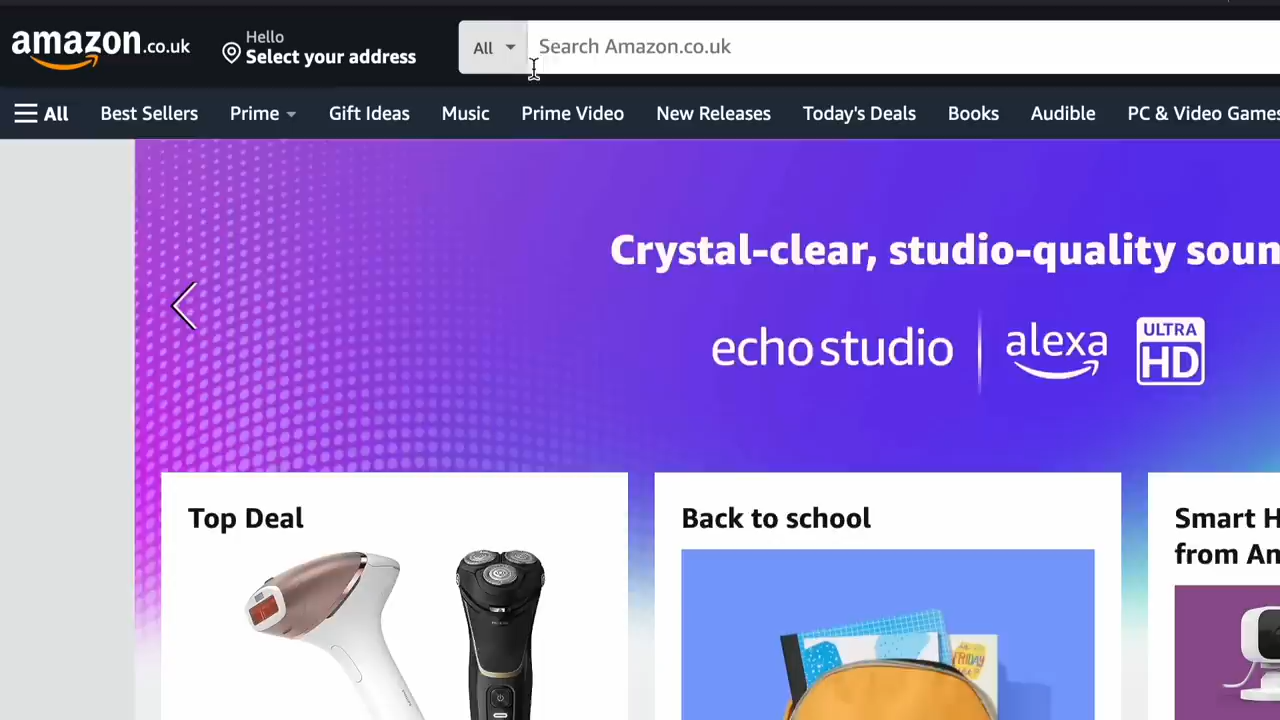 amazon.co.uk
Hello
Select your address
All
Search Amazon.co.uk
All
Best Sellers
Prime
Gift Ideas
Music
Prime Video
New Releases
Today's Deals
Books
Audible
PC & Video Games
Crystal-clear, studio-quality soun
echo studio
alexa
ULTRA
HD
Top Deal
Back to school
Smart H
from Am
FRIDAY